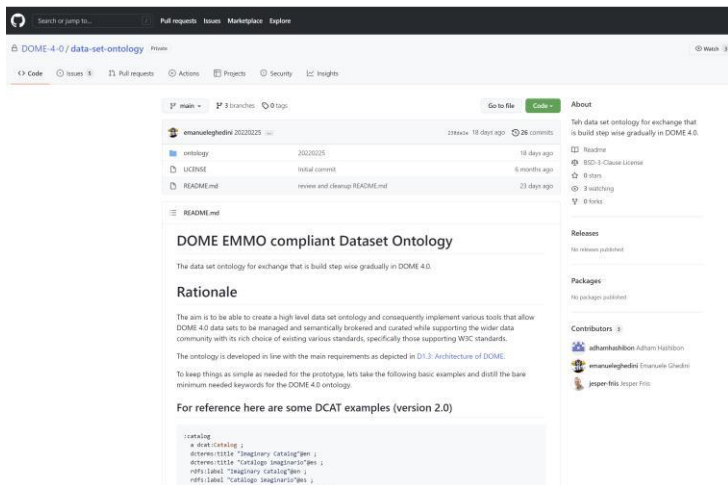 Search or jump to... /
Pull requests Issues Marketplace Explore
DOME-4-0 / data-set-ontology Private
Watch 3
Code Issues 3 Pull requests Actions Projects Security Insights
main 3 branches 0 tags
Go to file Code
About
Teh data set ontology for exchange that
is build step wise gradually in DOME 4.0.
Readme
BSD-3-Clause License
0 stars
3 watching
0 forks
emanueleghedini 20220225 ...
18 days ago 26 commits
ontology 20220225 18 days ago
LICENSE Initial commit 6 months ago
README.md review and cleanup README.md 23 days ago
README.md
Releases
No releases published
Packages
No packages published
Contributors 3
adhamhashibon Adham Hashibon
emanueleghedini Emanuele Ghedini
jesper-friis Jesper Friis
DOME EMMO compliant Dataset Ontology
The data set ontology for exchange that is build step wise gradually in DOME 4.0.
Rationale
The aim is to be able to create a high level data set ontology and consequently implement various tools that allow
DOME 4.0 data sets to be managed and semantically brokered and curated while supporting the wider data
community with its rich choice of existing various standards, specifically those supporting W3C standards.
The ontology is developed in line with the main requirements as depicted in D1.3: Architecture of DOME.
To keep things as simple as needed for the prototype, lets take the following basic examples and distill the bare
minimum needed keywords for the DOME 4.0 ontology.
For reference here are some DCAT examples (version 2.0)
:catalog
a dcat:Catalog ;
dcterms:title "Imaginary Catalog"@en ;
dcterms:title "Catálogo imaginario"@es ;
rdfs:label "Imaginary Catalog"@en ;
rdfs:label "Catálogo imaginario"@es ;